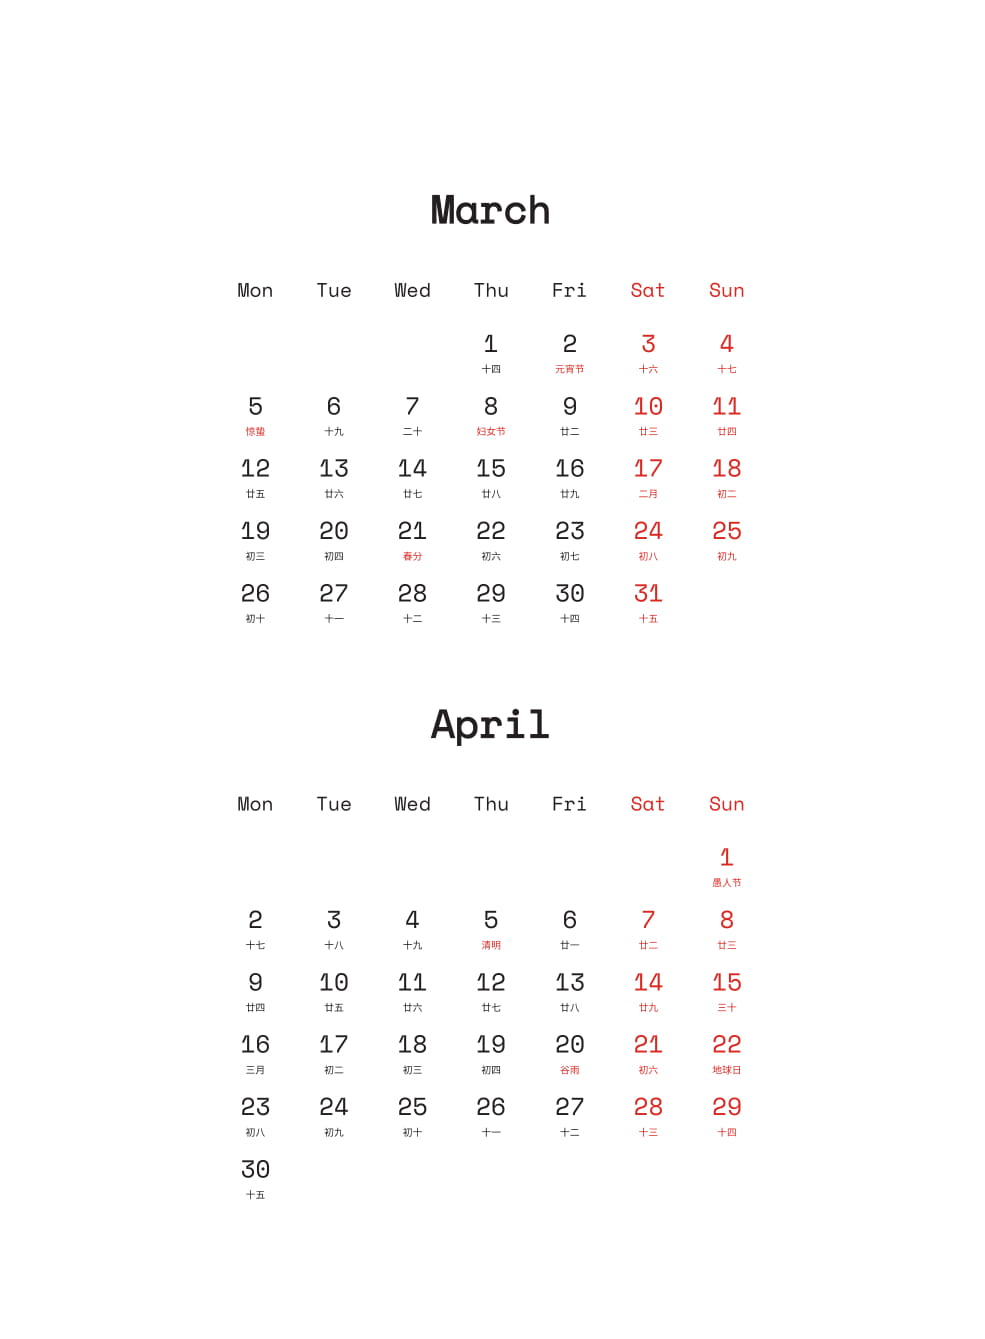 March
Mon Tue Wed Thu Fri Sat Sun
1 2 3 4
十四 元宵节 十六 十七
5 6 7 8 9 10 11
惊蛰 十九 二十 妇女节 廿二 廿三 廿四
12 13 14 15 16 17 18
廿五 廿六 廿七 廿八 廿九 二月 初二
19 20 21 22 23 24 25
初三 初四 春分 初六 初七 初八 初九
26 27 28 29 30 31
初十 十一 十二 十三 十四 十五
April
Mon Tue Wed Thu Fri Sat Sun
1
愚人节
2 3 4 5 6 7 8
十七 十八 十九 清明 廿一 廿二 廿三
9 10 11 12 13 14 15
廿四 廿五 廿六 廿七 廿八 廿九 三十
16 17 18 19 20 21 22
三月 初二 初三 初四 谷雨 初六 地球日
23 24 25 26 27 28 29
初八 初九 初十 十一 十二 十三 十四
30
十五